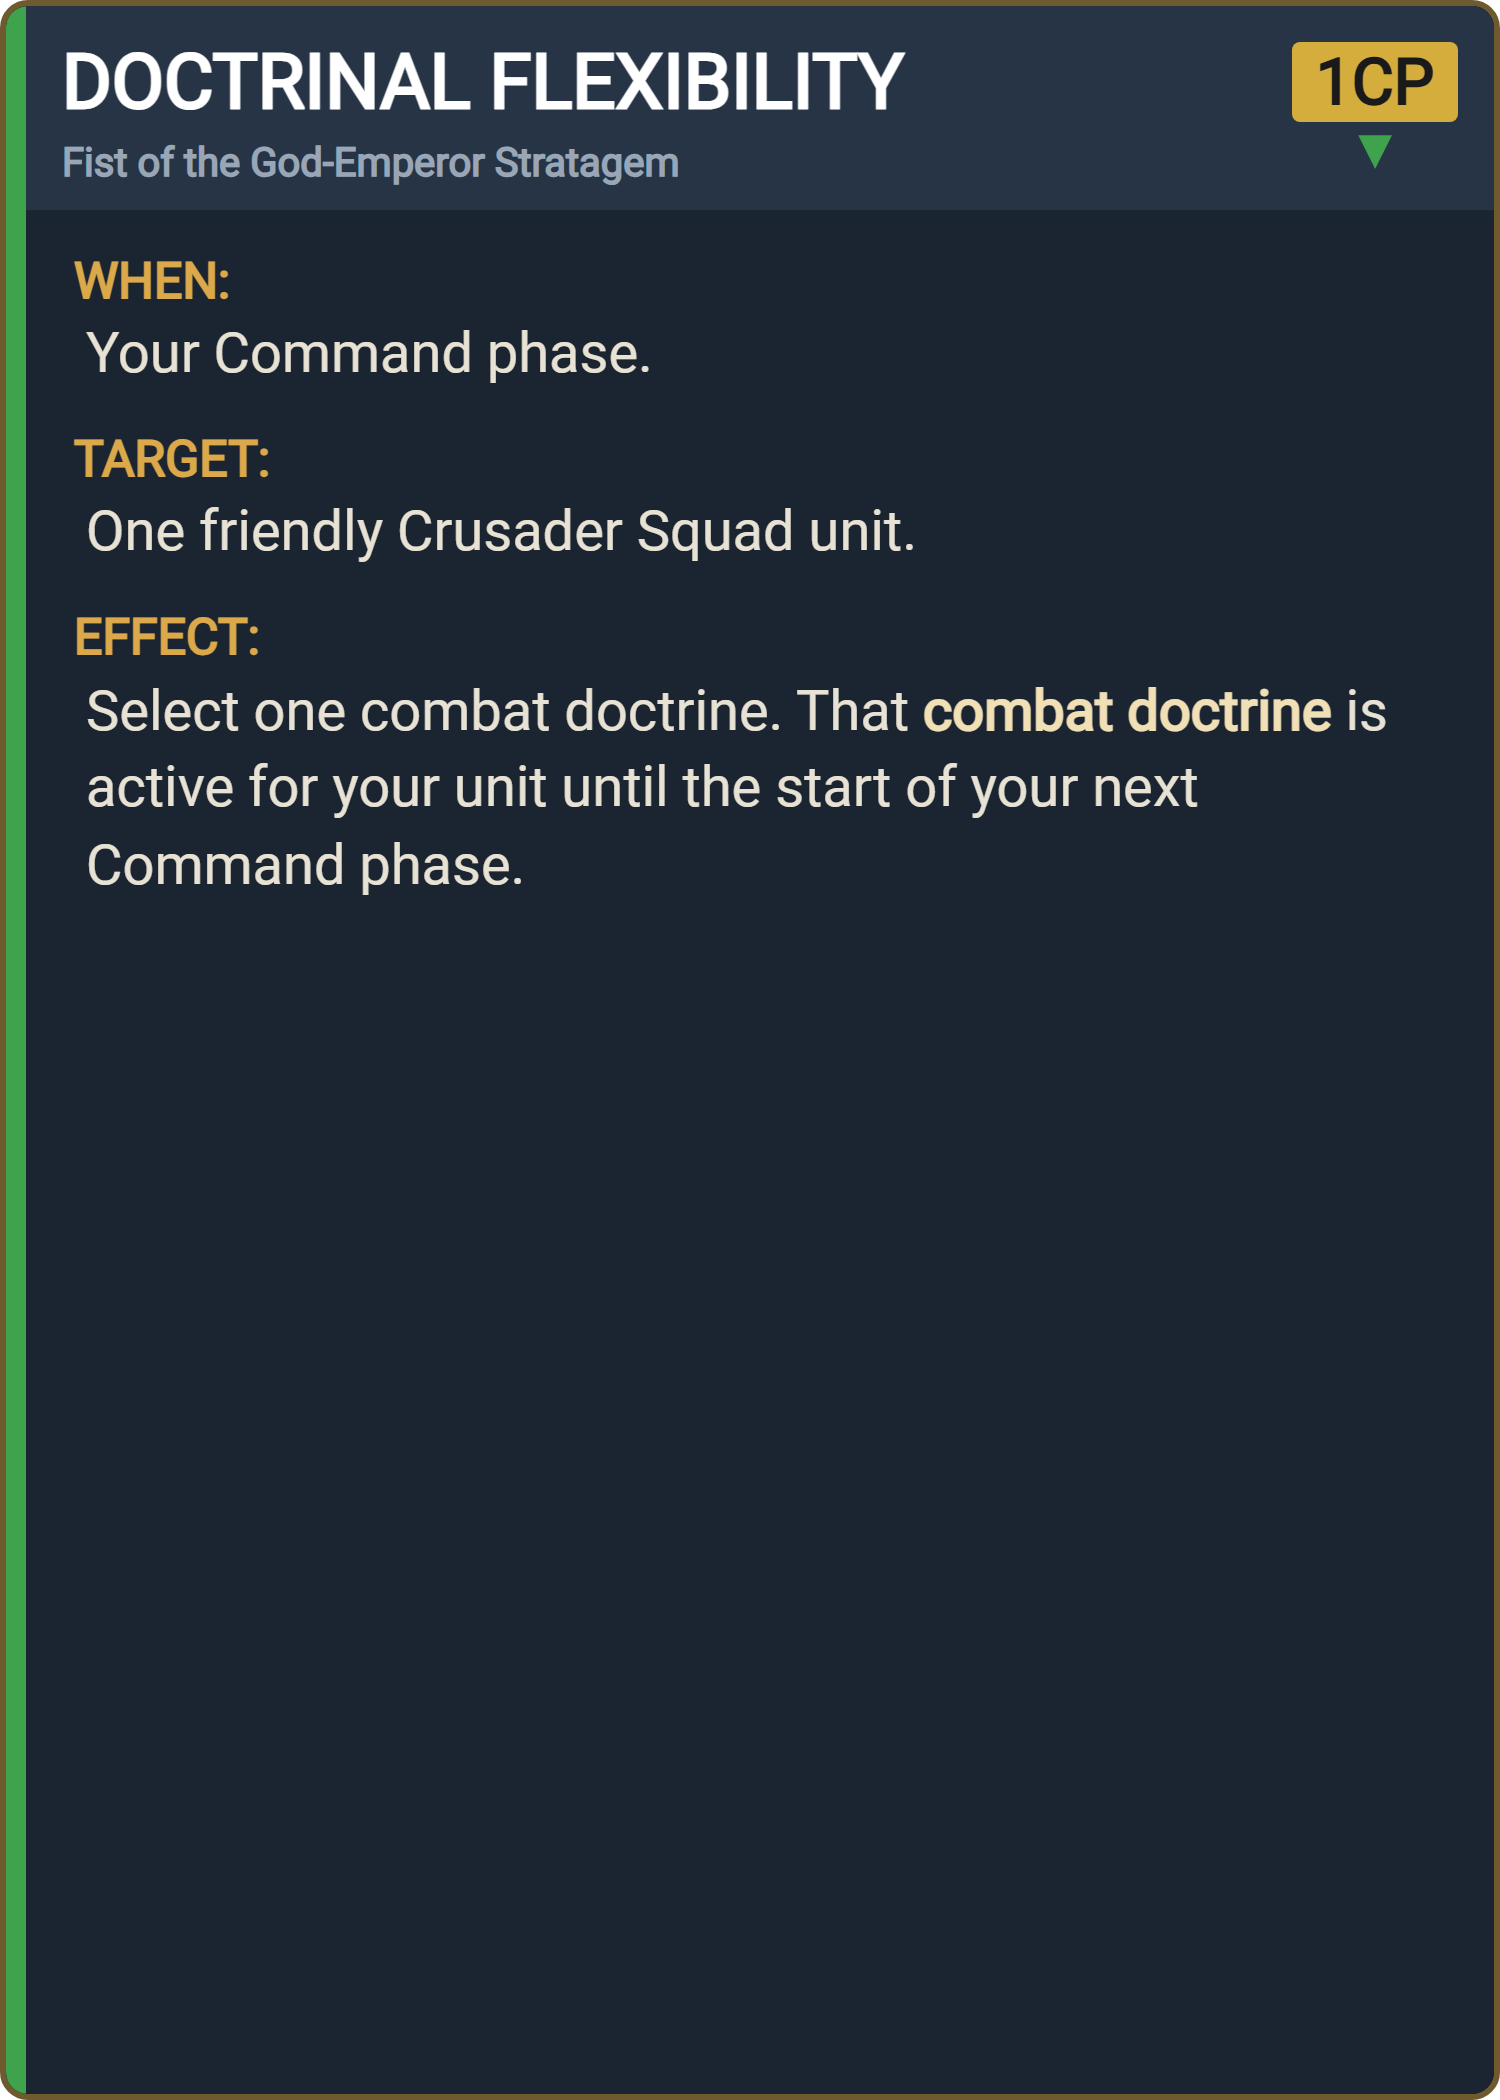 DOCTRINAL FLEXIBILITY
1CP
Fist of the God-Emperor Stratagem
WHEN:
Your Command phase.
TARGET:
One friendly Crusader Squad unit.
EFFECT:
Select one combat doctrine. That combat doctrine is
active for your unit until the start of your next
Command phase.